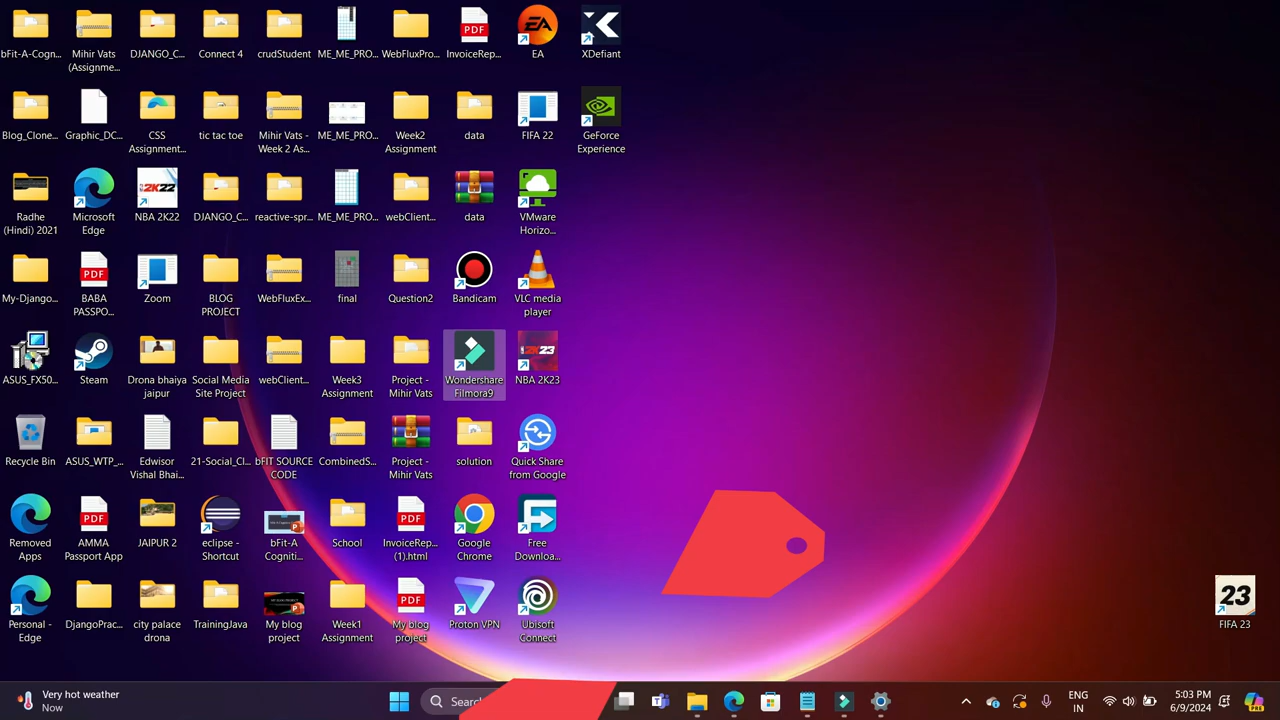 bFit-A-Cogn...
Mihir Vats
(Assignme...
DJANGO_C...
Connect 4
crudStudent
ME_ME_PRO...
WebFluxPro...
InvoiceRep...
EA
XDefiant
Blog_Clone...
Graphic_DC...
CSS
Assignment...
tic tac toe
Mihir Vats -
Week 2 As...
ME_ME_PRO...
Week2
Assignment
data
FIFA 22
GeForce
Experience
Radhe
(Hindi) 2021
Microsoft
Edge
NBA 2K22
DJANGO_C...
reactive-spr...
ME_ME_PRO...
webClient...
data
VMware
Horizo...
My-Django...
BABA
PASSPO...
Zoom
BLOG
PROJECT
WebFluxEx...
final
Question2
Bandicam
VLC media
player
ASUS_FX50...
Steam
Drona bhaiya
jaipur
Social Media
Site Project
webClient...
Week3
Assignment
Project -
Mihir Vats
Wondershare
Filmora9
NBA 2K23
Recycle Bin
ASUS_WTP_...
Edwisor
Vishal Bhai...
21-Social_Cl...
bFIT SOURCE
CODE
CombinedS...
Project -
Mihir Vats
solution
Quick Share
from Google
Removed
Apps
AMMA
Passport App
JAIPUR 2
eclipse -
Shortcut
bFit-A
Cogniti...
School
InvoiceRep...
(1).html
Google
Chrome
Free
Downloa...
Personal -
Edge
DjangoPrac...
city palace
drona
TrainingJava
My blog
project
Week1
Assignment
My blog
project
Proton VPN
Ubisoft
Connect
23
FIFA 23
Very hot weather
Now
Search
ENG
IN
5:03 PM
6/9/2024